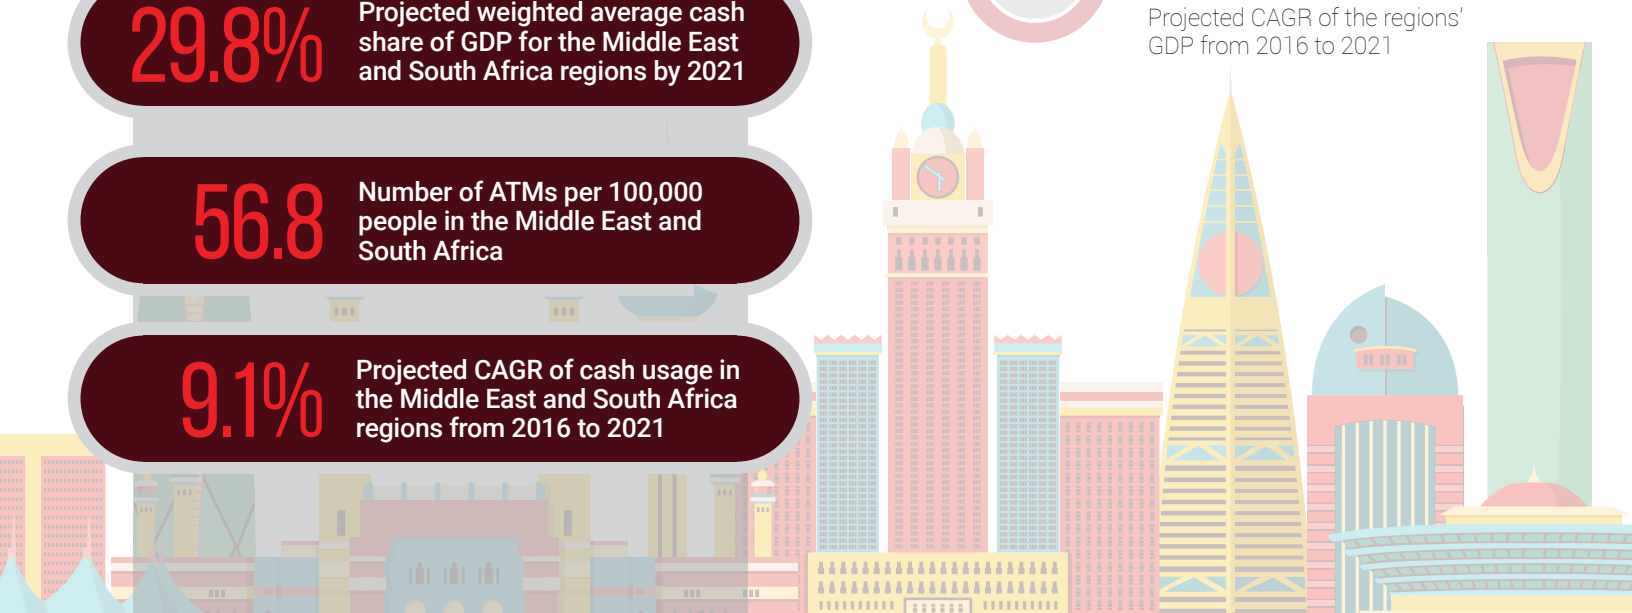 29.8%
Projected weighted average cash
share of GDP for the Middle East
and South Africa regions by 2021
Projected CAGR of the regions'
GDP from 2016 to 2021
56.8
Number of ATMs per 100,000
people in the Middle East and
South Africa
9.1%
Projected CAGR of cash usage in
the Middle East and South Africa
regions from 2016 to 2021